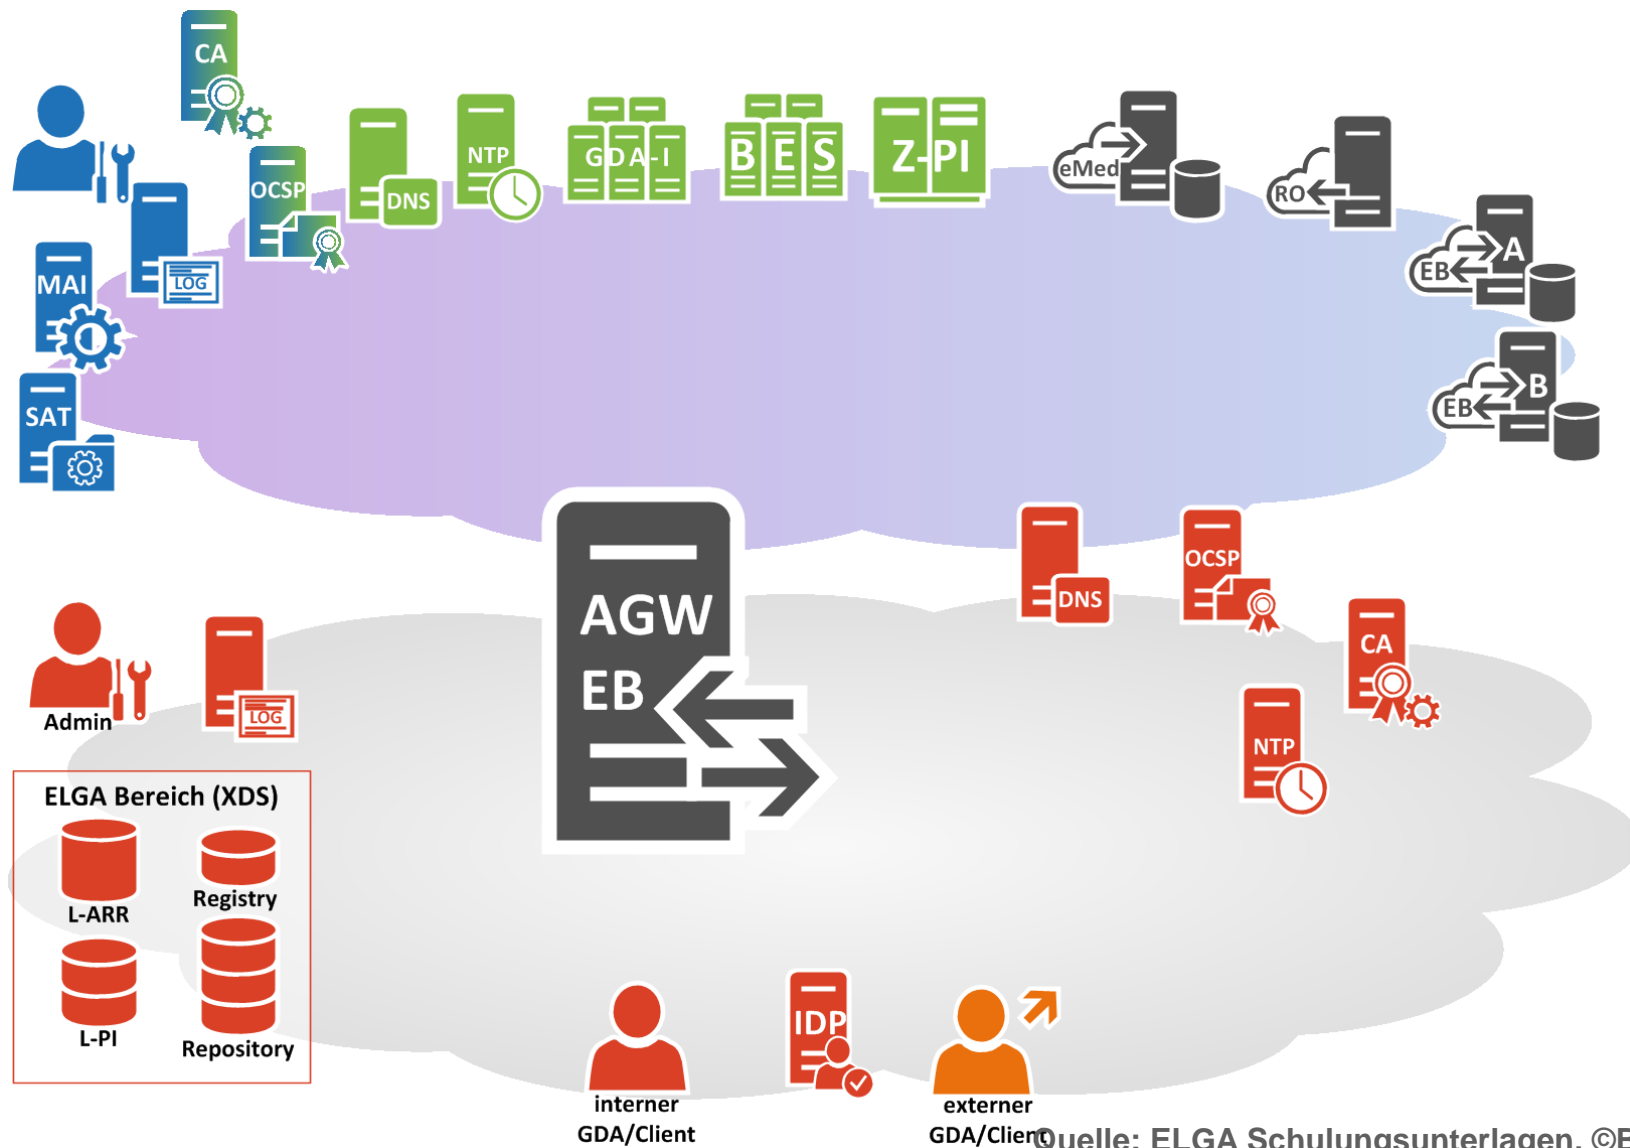 CA
OCSP
DNS
NTP
GDA-I
BES
Z-PI
eMed
RO
EB
A
EB
B
LOG
MAI
SAT
AGW
EB
DNS
OCSP
CA
NTP
Admin
LOG
ELGA Bereich (XDS)
L-ARR
Registry
L-PI
Repository
IDP
interner
GDA/Client
externer
GDA/Client
Quelle: ELGA Schulungsunterlagen, ©E